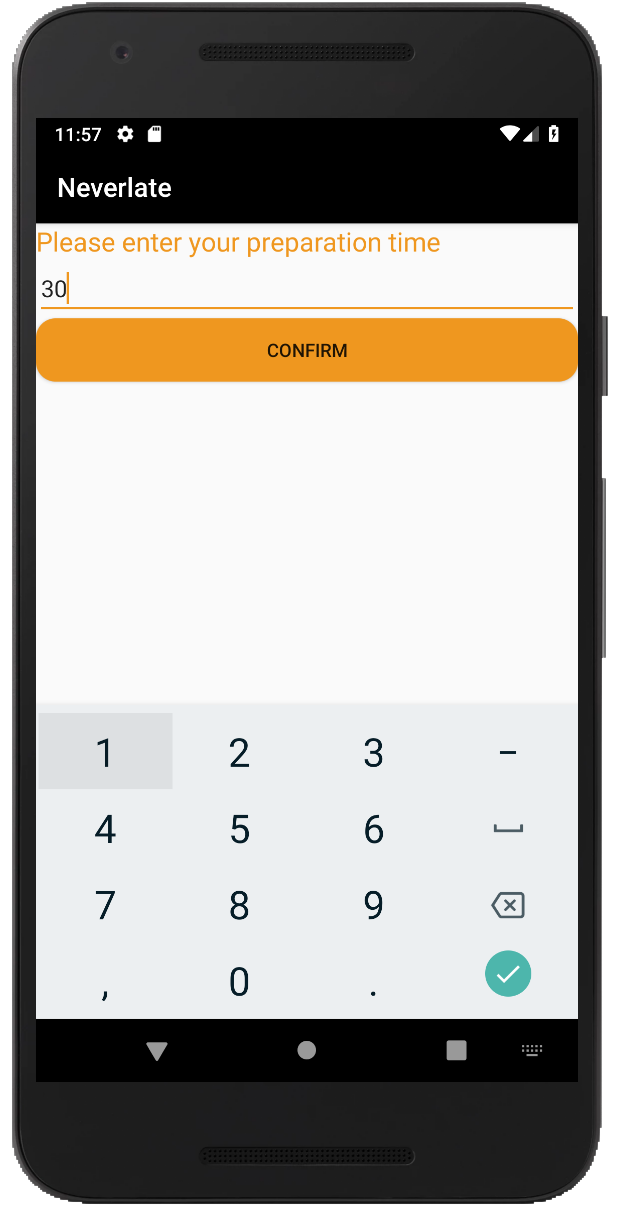 11:57
Neverlate
Please enter your preparation time
30
CONFIRM
1 2 3 –
4 5 6
7 8 9
, 0 .